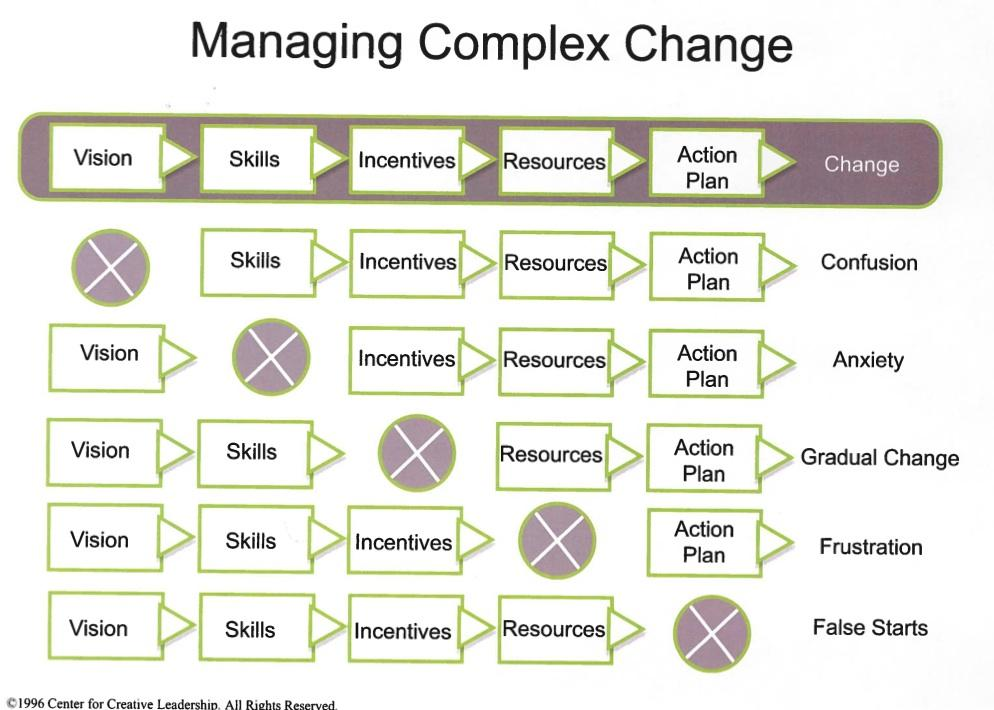 Managing Complex Change
Vision Skills Incentives Resources Action Plan Change
Skills Incentives Resources Action Plan Confusion
Vision Incentives Resources Action Plan Anxiety
Vision Skills Resources Action Plan Gradual Change
Vision Skills Incentives Action Plan Frustration
Vision Skills Incentives Resources False Starts
©1996 Center for Creative Leadership. All Rights Reserved.